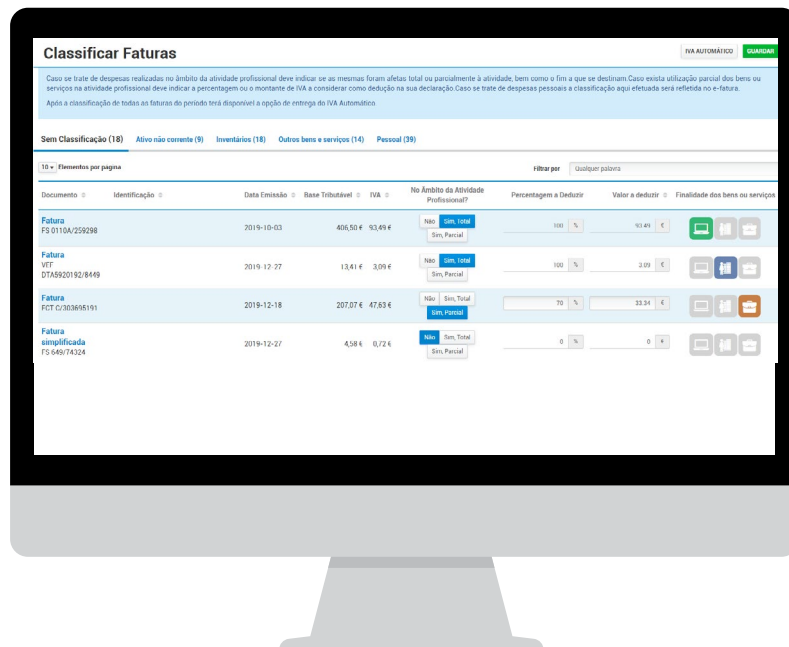 Classificar Faturas
IVA AUTOMÁTICO GUARDAR
Caso se trate de despesas realizadas no âmbito da atividade profissional deve indicar se as mesmas foram afetas total ou parcialmente à atividade, bem como o fim a que se destinam.Caso exista utilização parcial dos bens ou
serviços na atividade profissional deve indicar a percentagem ou o montante de IVA a considerar como dedução na sua declaração.Caso se trate de despesas pessoais a classificação aqui efetuada será refletida no e-fatura.
Após a classificação de todas as faturas do período terá disponível a opção de entrega do IVA Automático
Sem Classificação (18) Ativo não corrente (9) Inventários (18) Outros bens e serviços (14) Pessoal (39)
10 Elementos por pagina Filtrar por Qualquer palavra
Documento Identificação Data Emissão Base Tributável IVA No Âmbito da Atividade Profissional? Percentagem a Deduzir Valor a deduzir Finalidade dos bens ou serviços
Fatura
FS 0110A/259298 2019-10-03 406,50 € 93,49 € Não Sim, Total 100 % 93.49 €
Sim, Parcial
Fatura
VFF
DTA5920192/8449 2019-12-27 13,41 € 3,09 € Não Sim, Total 100 % 3.09 €
Sim, Parcial
Fatura
FCT C/303695191 2019-12-18 207,07 € 47,63 € Não Sim, Total 70 % 33.34 €
Sim, Parcial
Fatura
simplificada
FS 649/74324 2019-12-27 4,58 € 0,72 € Não Sim, Total 0 % 0 €
Sim, Parcial